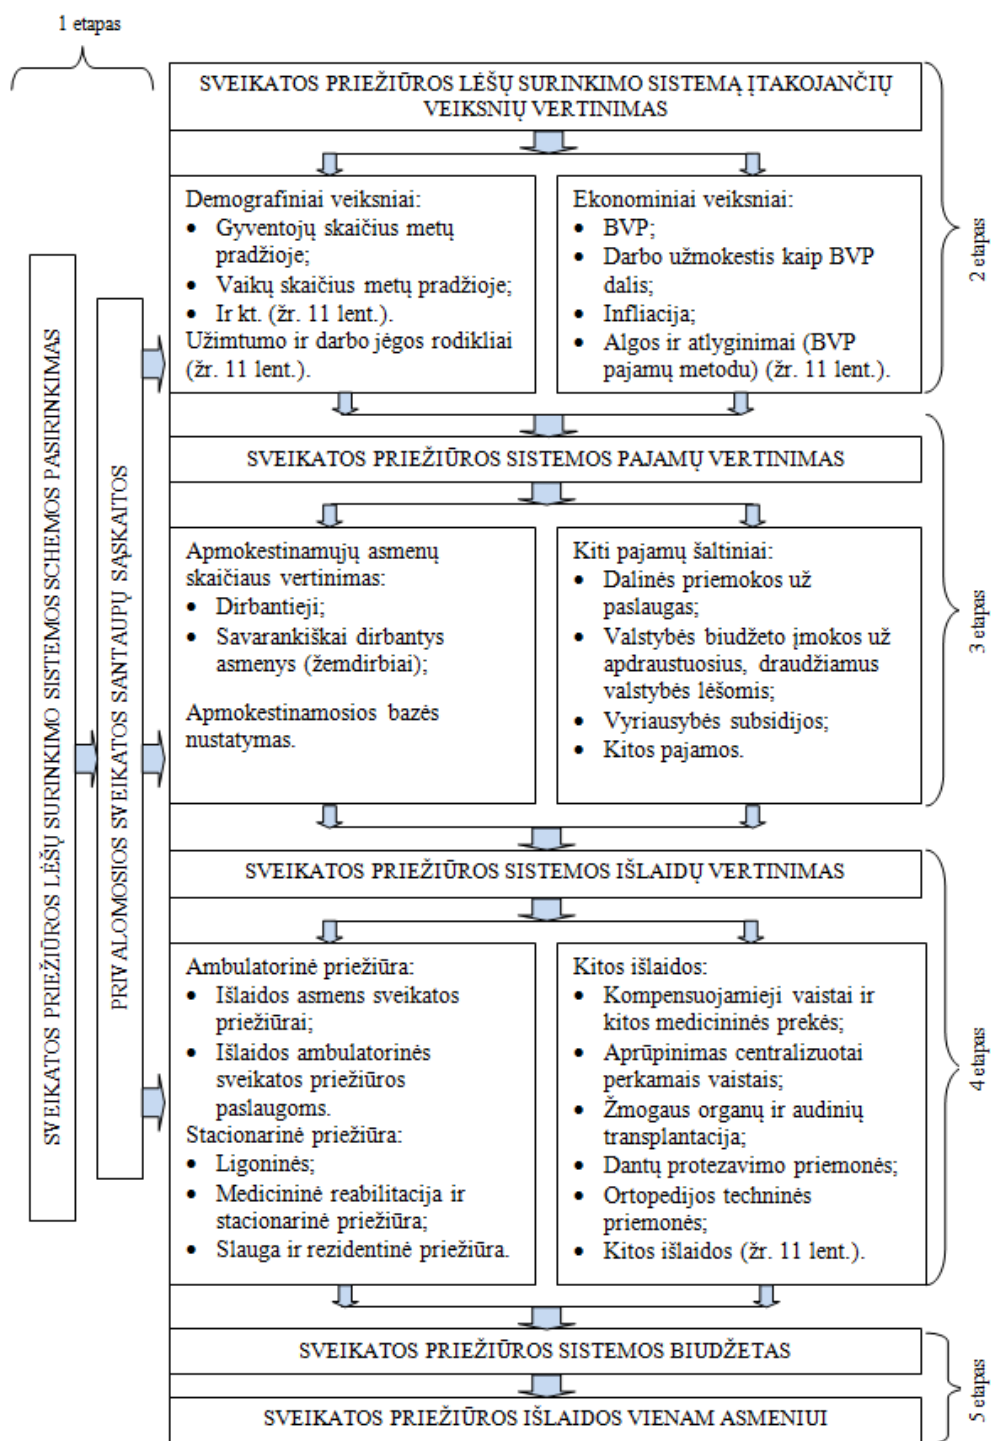 1 etapas
SVEIKATOS PRIEŽIŪROS LĖŠŲ SURINKIMO SISTEMOS SCHEMOS PASIRINKIMAS
PRIVALOMOSIOS SVEIKATOS SANTAUPŲ SĄSKAITOS
SVEIKATOS PRIEŽIŪROS LĖŠŲ SURINKIMO SISTEMĄ ĮTAKOJANČIŲ
VEIKSNIŲ VERTINIMAS
Demografiniai veiksniai:
• Gyventojų skaičius metų
pradžioje;
• Vaikų skaičius metų pradžioje;
• Ir kt. (žr. 11 lent.).
Užimtumo ir darbo jėgos rodikliai
(žr. 11 lent.).
Ekonominiai veiksniai:
• BVP;
• Darbo užmokestis kaip BVP
dalis;
• Infliacija;
• Algos ir atlyginimai (BVP
pajamų metodu) (žr. 11 lent.).
2 etapas
SVEIKATOS PRIEŽIŪROS SISTEMOS PAJAMŲ VERTINIMAS
Apmokestinamųjų asmenų
skaičiaus vertinimas:
• Dirbantieji;
• Savarankiškai dirbantys
asmenys (žemdirbiai);
Apmokestinamosios bazės
nustatymas.
Kiti pajamų šaltiniai:
• Dalinės priemokos už
paslaugas;
• Valstybės biudžeto įmokos už
apdraustuosius, draudžiamus
valstybės lėšomis;
• Vyriausybės subsidijos;
• Kitos pajamos.
3 etapas
SVEIKATOS PRIEŽIŪROS SISTEMOS IŠLAIDŲ VERTINIMAS
Ambulatorinė priežiūra:
• Išlaidos asmens sveikatos
priežiūrai;
• Išlaidos ambulatorinės
sveikatos priežiūros
paslaugoms.
Stacionarinė priežiūra:
• Ligoninės;
• Medicininė reabilitacija ir
stacionarinė priežiūra;
• Slauga ir rezidentinė priežiūra.
Kitos išlaidos:
• Kompensuojamieji vaistai ir
kitos medicininės prekės;
• Aprūpinimas centralizuotai
perkamais vaistais;
• Žmogaus organų ir audinių
transplantacija;
• Dantų protezavimo priemonės;
• Ortopedijos techninės
priemonės;
• Kitos išlaidos (žr. 11 lent.).
4 etapas
SVEIKATOS PRIEŽIŪROS SISTEMOS BIUDŽETAS
SVEIKATOS PRIEŽIŪROS IŠLAIDOS VIENAM ASMENIUI
5 etapas